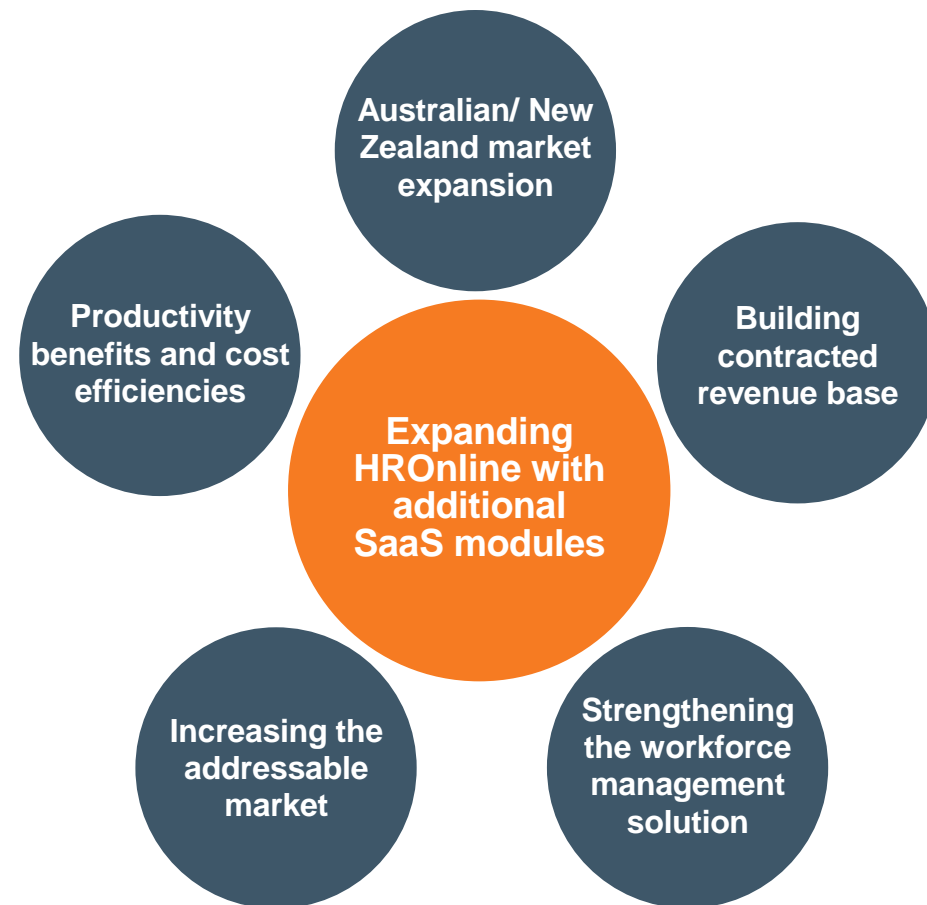 Australian/ New
Zealand market
expansion
Productivity
benefits and cost
efficiencies
Building
contracted
revenue base
Expanding
HROnline with
additional
SaaS modules
Increasing the
addressable
market
Strengthening
the workforce
management
solution